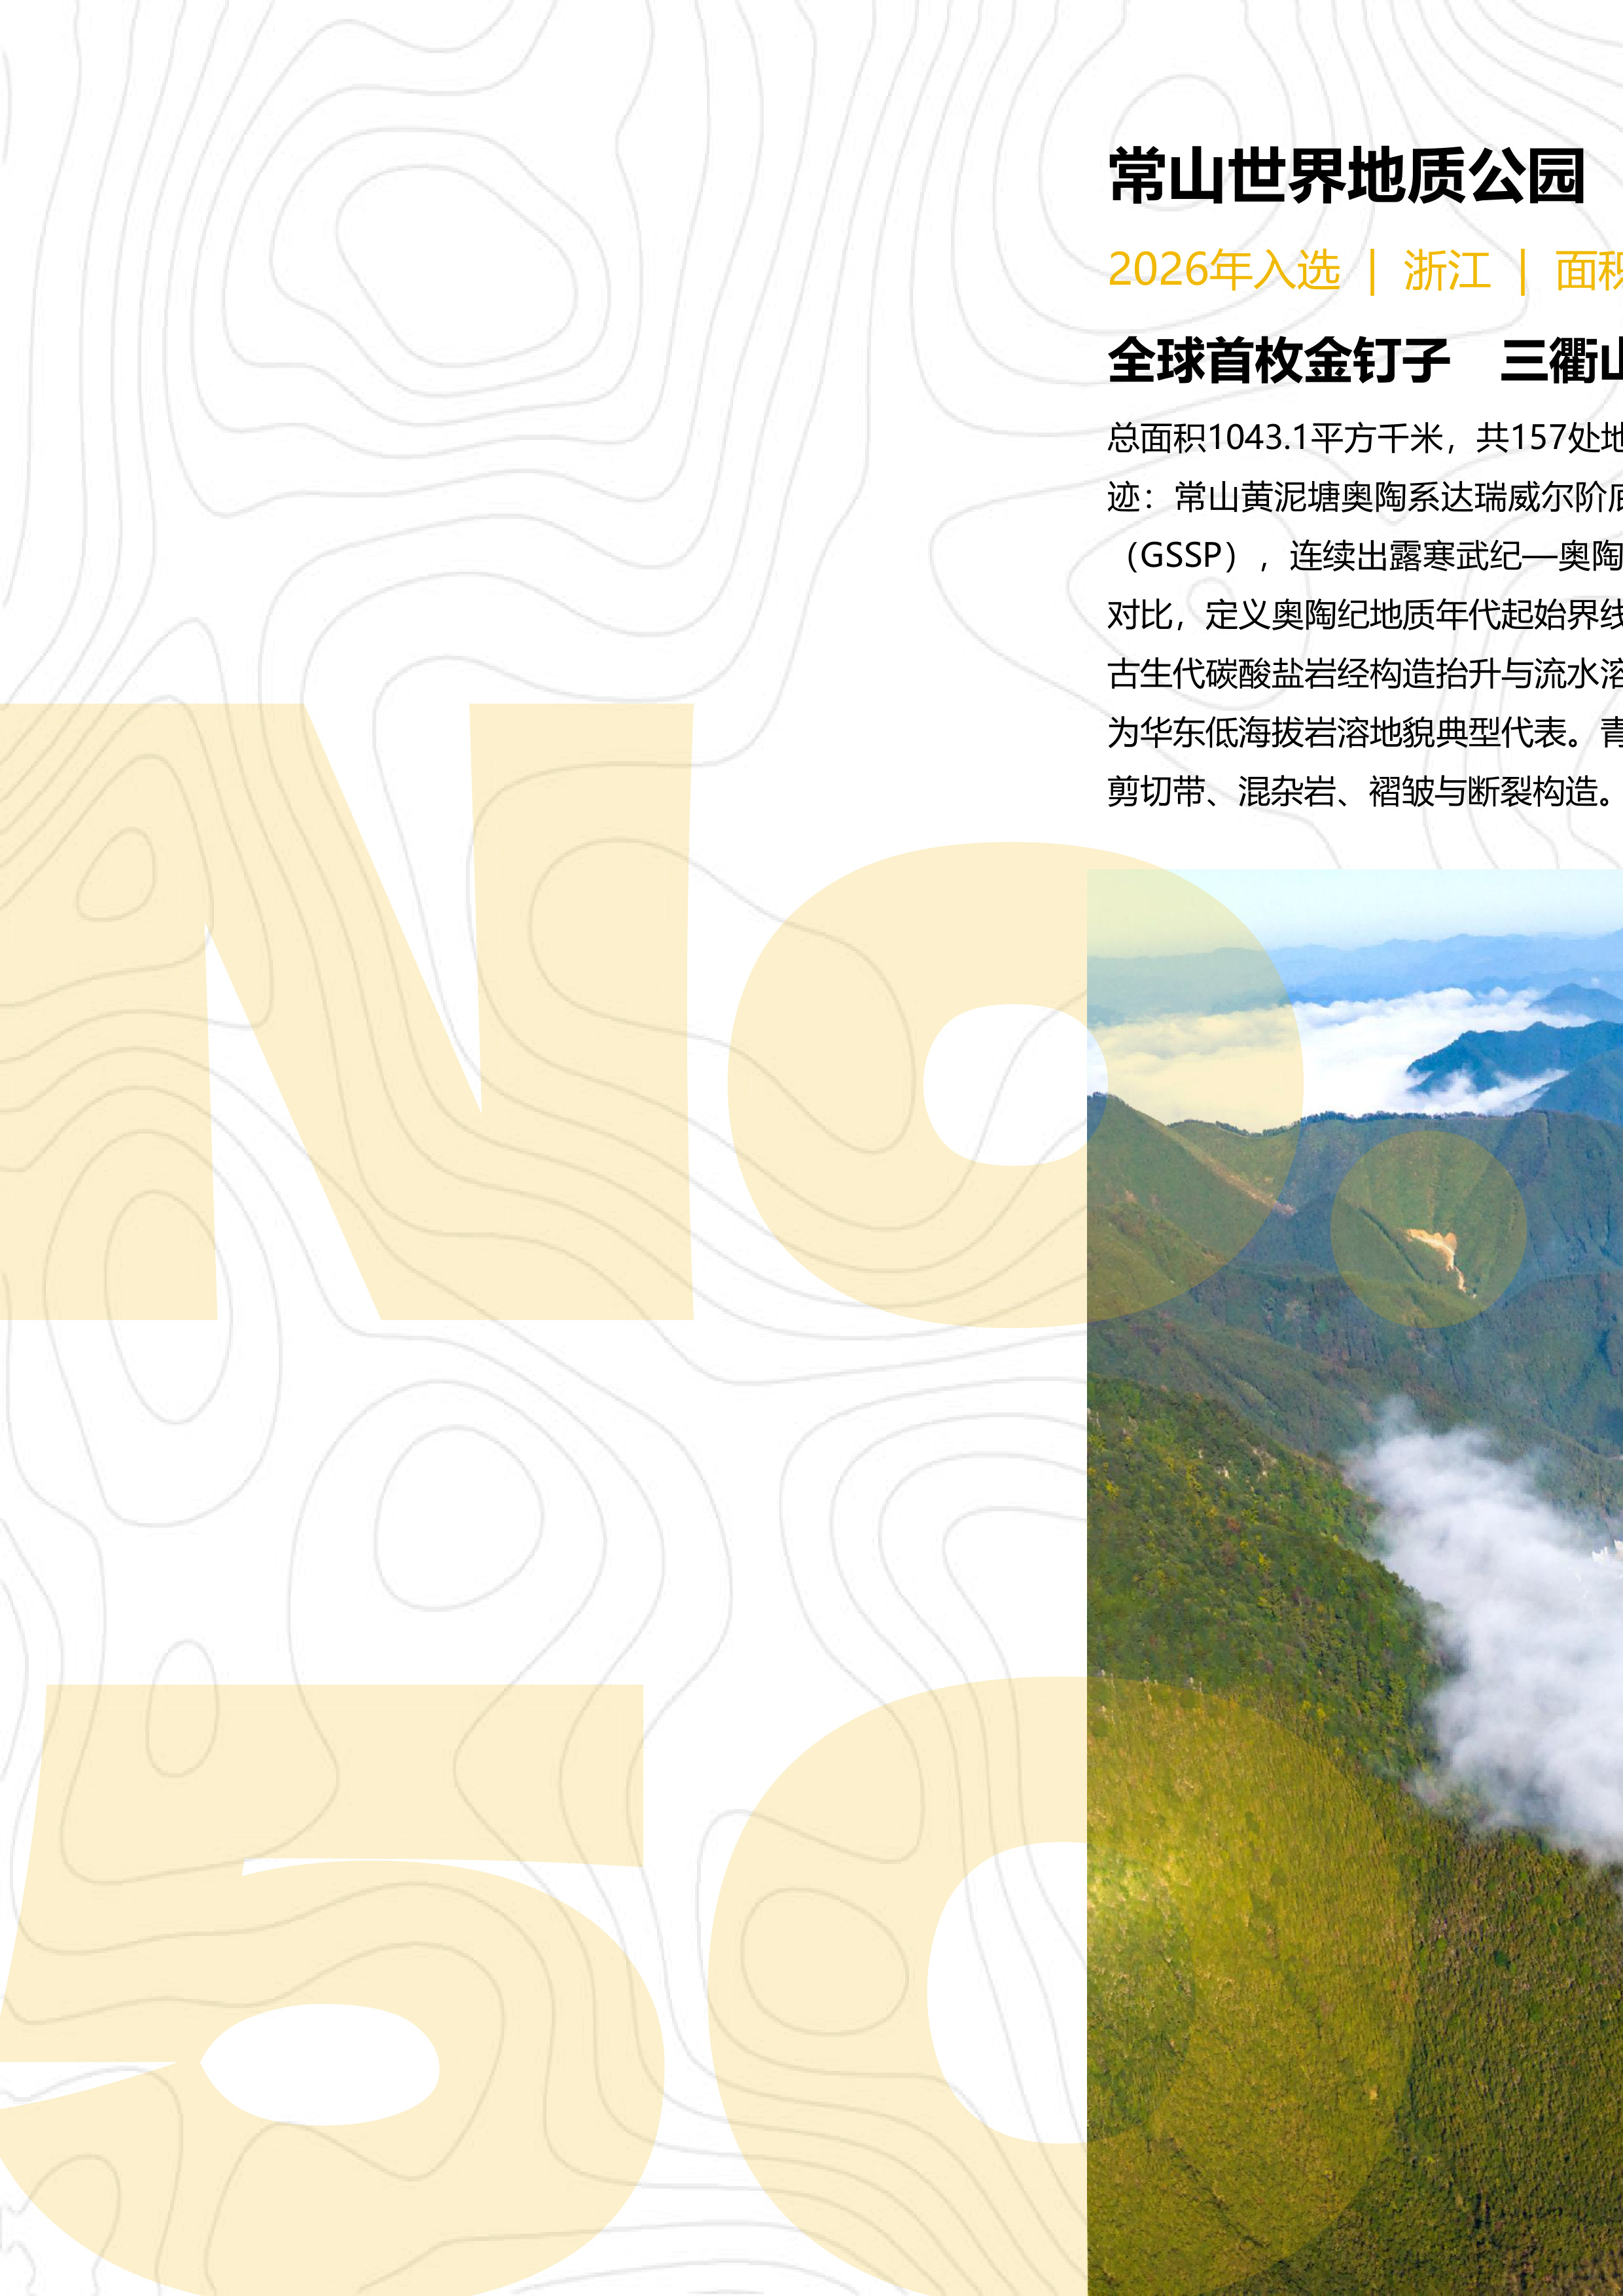 常山世界地质公园
2026年入选 | 浙江 | 面积
全球首枚金钉子　三衢山
总面积1043.1平方千米，共157处地
迹：常山黄泥塘奥陶系达瑞威尔阶底
（GSSP），连续出露寒武纪—奥陶
对比，定义奥陶纪地质年代起始界线
古生代碳酸盐岩经构造抬升与流水溶
为华东低海拔岩溶地貌典型代表。青
剪切带、混杂岩、褶皱与断裂构造。
No.
50